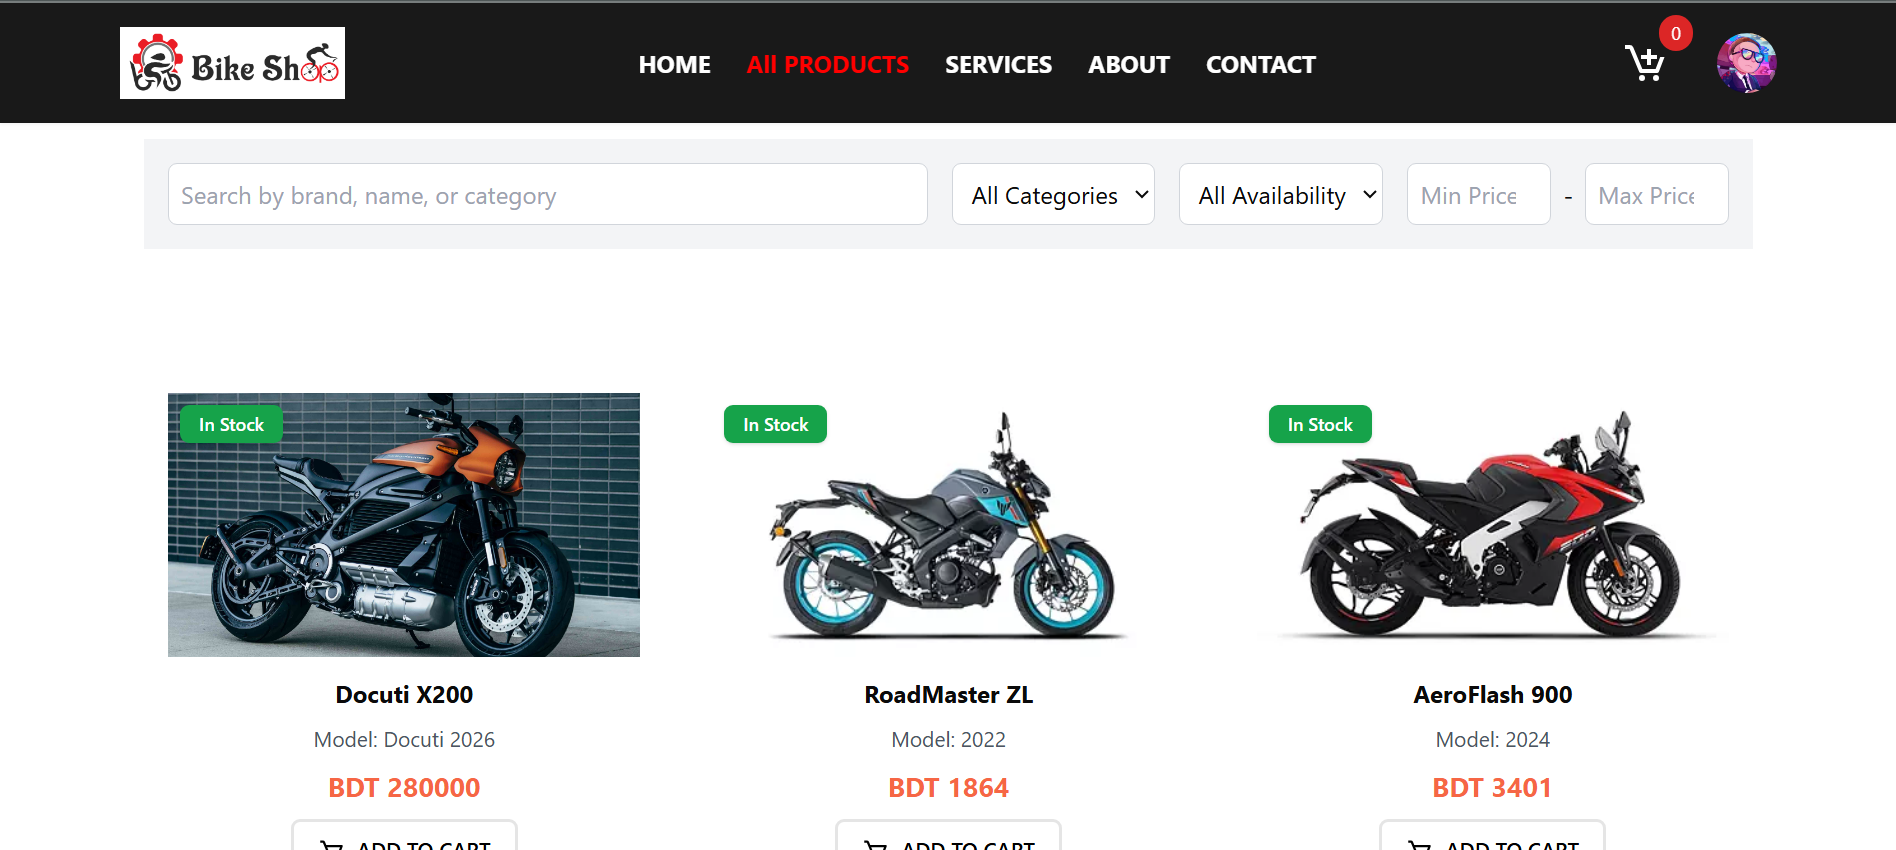 Bike Shop
HOME All PRODUCTS SERVICES ABOUT CONTACT
0
Search by brand, name, or category
All Categories
All Availability
Min Price - Max Price
In Stock
In Stock
In Stock
Docuti X200
RoadMaster ZL
AeroFlash 900
Model: Docuti 2026
Model: 2022
Model: 2024
BDT 280000
BDT 1864
BDT 3401
ADD TO CART
ADD TO CART
ADD TO CART